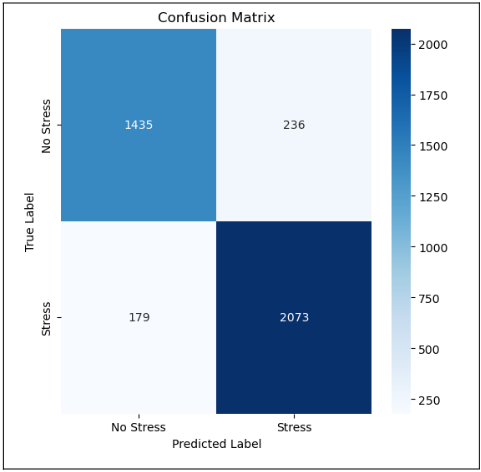 Confusion Matrix
No Stress
Stress
True Label
1435
236
179
2073
No Stress
Stress
Predicted Label
2000
1750
1500
1250
1000
750
500
250